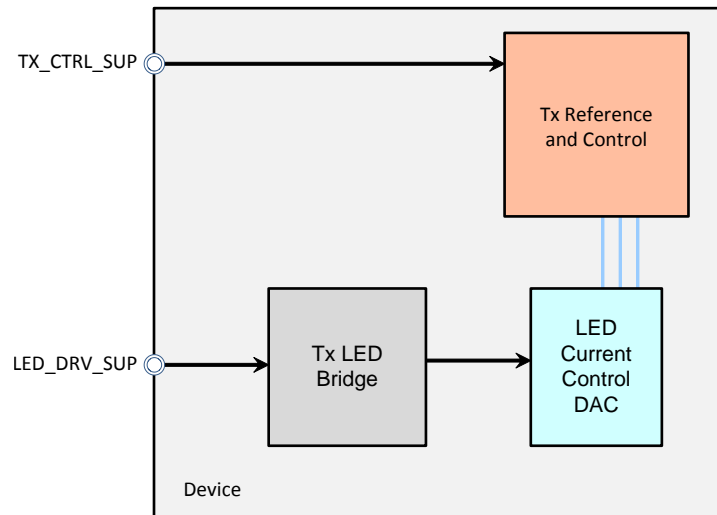 TX_CTRL_SUP
Tx Reference
and Control
LED_DRV_SUP
Tx LED
Bridge
LED
Current
Control
DAC
Device